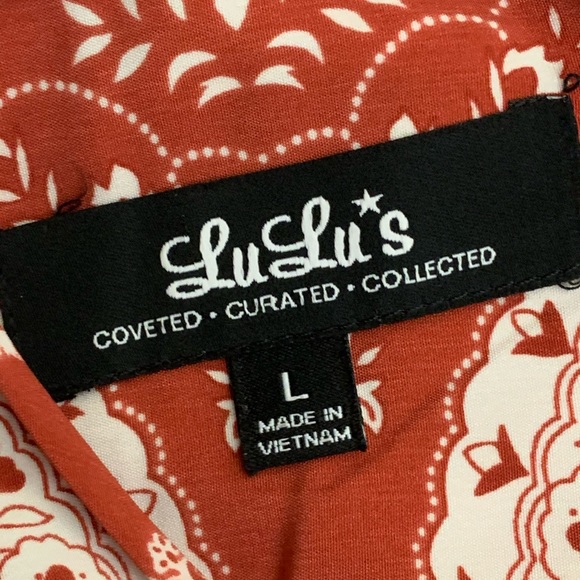 LuLu's
COVETED • CURATED • COLLECTED
L
MADE IN
VIETNAM